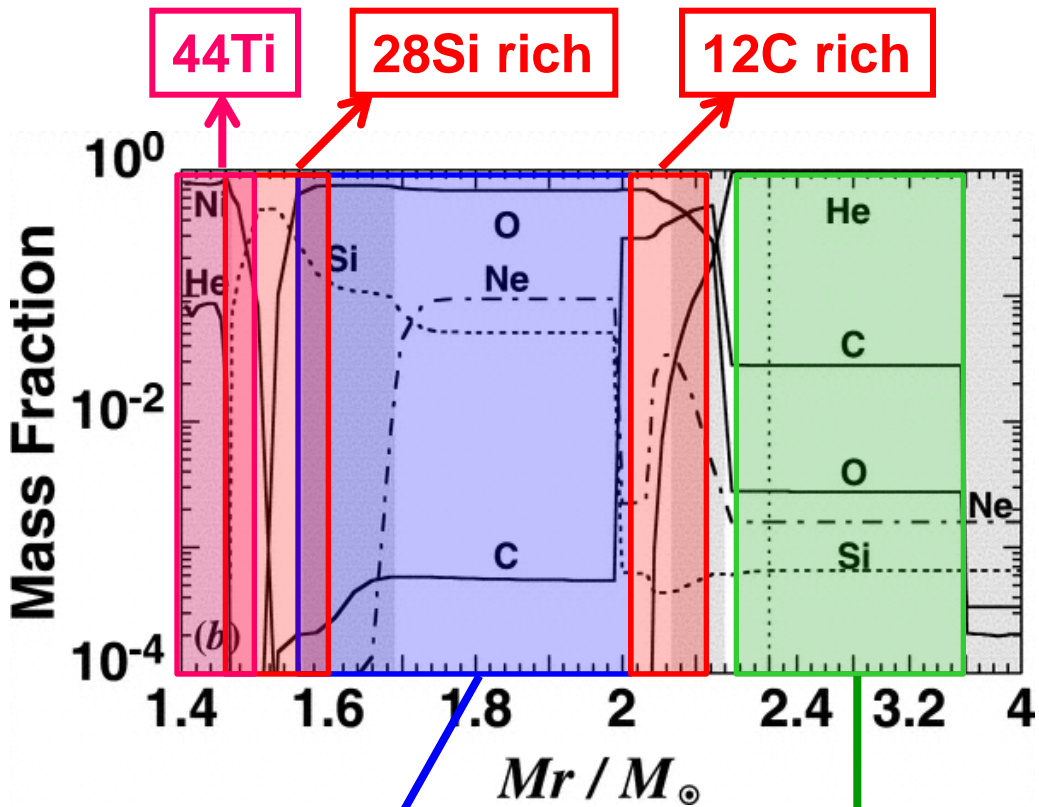 44Ti
28Si rich
12C rich
10^0
10^-2
10^-4
Mass Fraction
Ni
He
Si
O
Ne
C
He
C
O
Ne
Si
(b)
1.4 1.6 1.8 2 2.4 3.2 4
Mr / M⊙